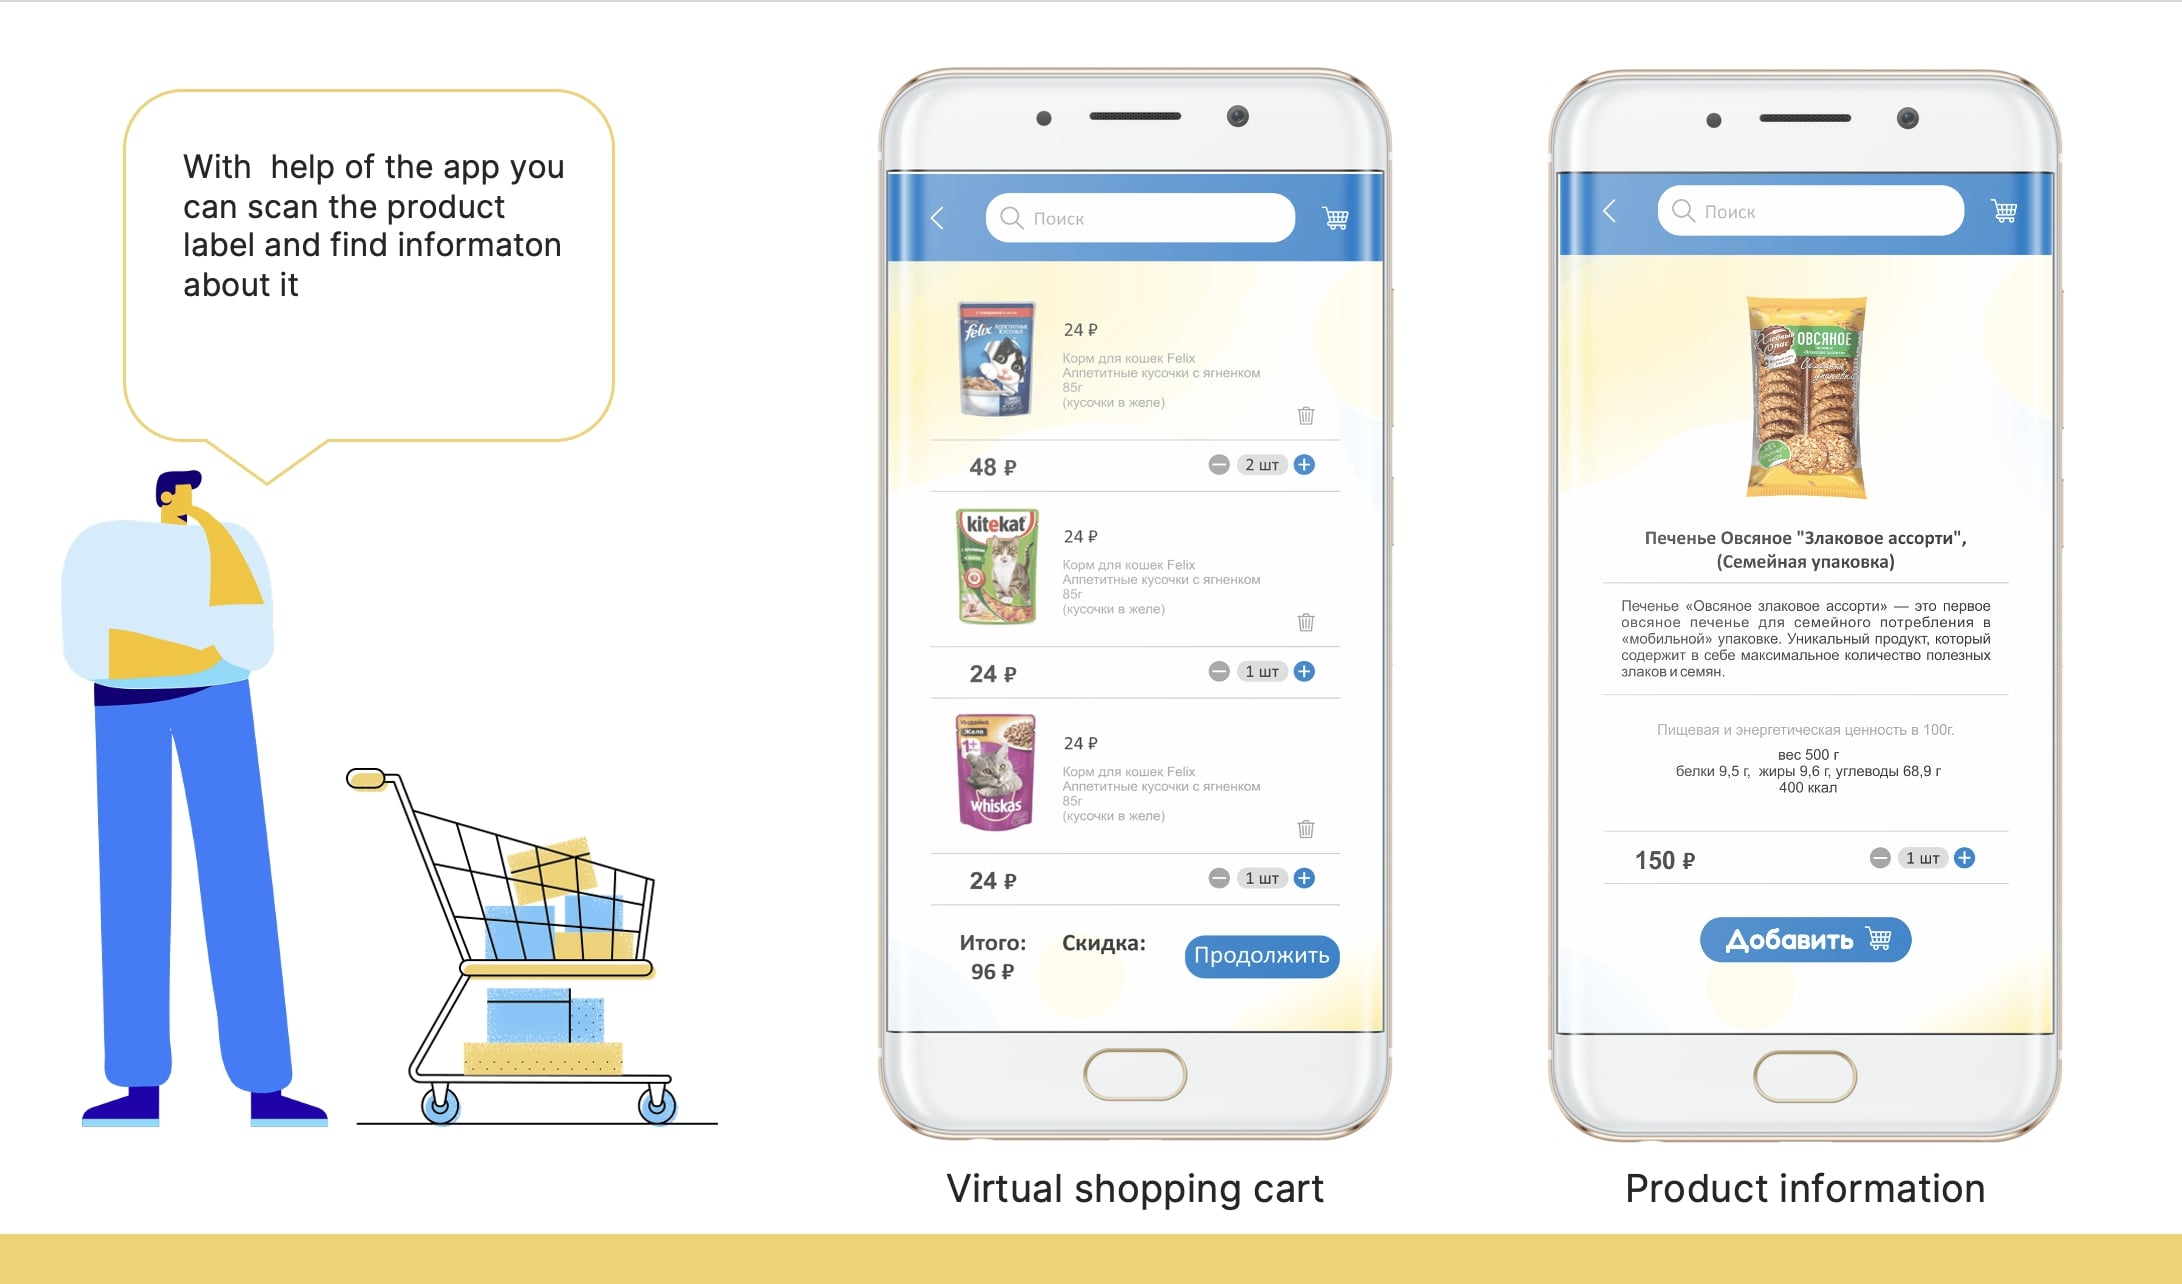 With  help of the app you
can scan the product
label and find informaton
about it
Поиск
felix
24 ₽
Корм для кошек Felix
Аппетитные кусочки с ягненком
85г
(кусочки в желе)
48 ₽
2 шт
kitekat
24 ₽
Корм для кошек Felix
Аппетитные кусочки с ягненком
85г
(кусочки в желе)
24 ₽
1 шт
Индейка
Желе
1+
whiskas
24 ₽
Корм для кошек Felix
Аппетитные кусочки с ягненком
85г
(кусочки в желе)
24 ₽
1 шт
Итого:
96 ₽
Скидка:
Продолжить
Virtual shopping cart
Поиск
Хлебный
Спас
ОВСЯНОЕ
Печенье Овсяное "Злаковое ассорти",
(Семейная упаковка)
Печенье «Овсяное злаковое ассорти» — это первое
овсяное печенье для семейного потребления в
«мобильной» упаковке. Уникальный продукт, который
содержит в себе максимальное количество полезных
злаков и семян.
Пищевая и энергетическая ценность в 100г.
вес 500 г
белки 9,5 г,  жиры 9,6 г, углеводы 68,9 г
400 ккал
150 ₽
1 шт
Добавить
Product information